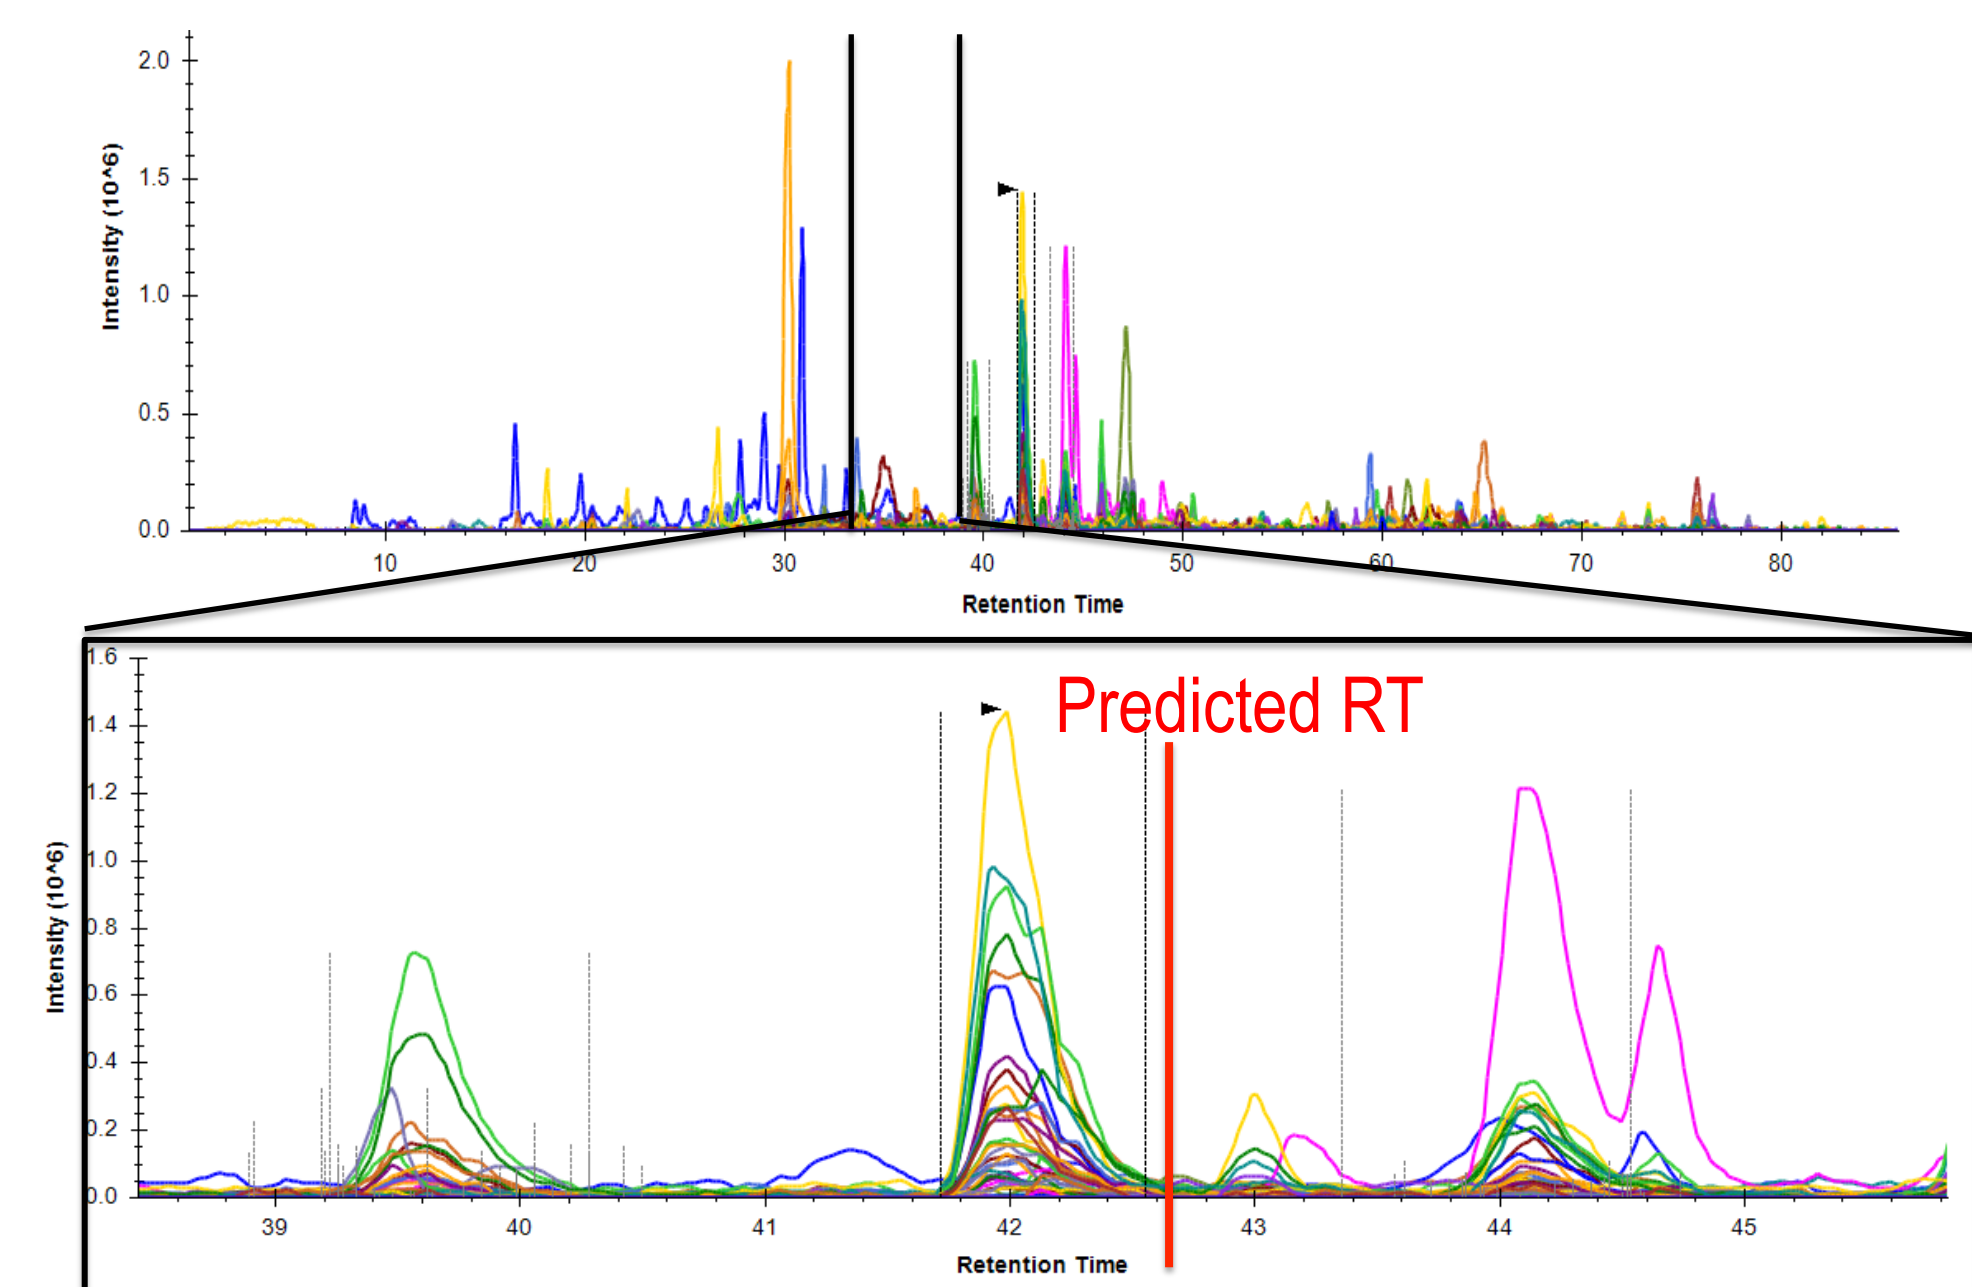 2.0
1.5
1.0
0.5
0.0
Intensity (10^6)
10 20 30 40 50 60 70 80
Retention Time
1.6
1.4
1.2
1.0
0.8
0.6
0.4
0.2
0.0
Intensity (10^6)
Predicted RT
39 40 41 42 43 44 45
Retention Time